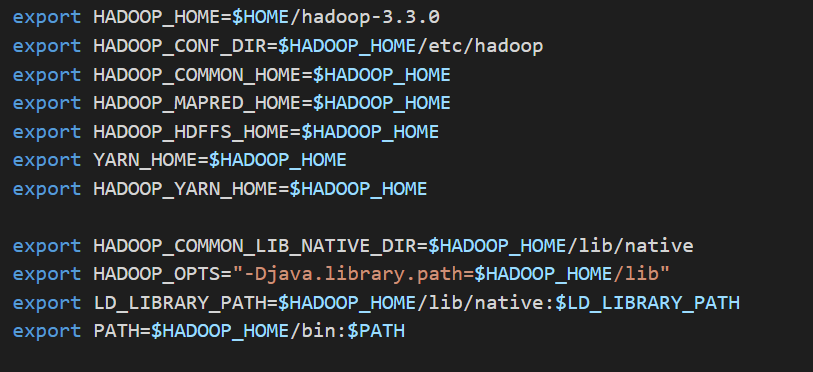 export HADOOP_HOME=$HOME/hadoop-3.3.0
export HADOOP_CONF_DIR=$HADOOP_HOME/etc/hadoop
export HADOOP_COMMON_HOME=$HADOOP_HOME
export HADOOP_MAPRED_HOME=$HADOOP_HOME
export HADOOP_HDFFS_HOME=$HADOOP_HOME
export YARN_HOME=$HADOOP_HOME
export HADOOP_YARN_HOME=$HADOOP_HOME
export HADOOP_COMMON_LIB_NATIVE_DIR=$HADOOP_HOME/lib/native
export HADOOP_OPTS="-Djava.library.path=$HADOOP_HOME/lib"
export LD_LIBRARY_PATH=$HADOOP_HOME/lib/native:$LD_LIBRARY_PATH
export PATH=$HADOOP_HOME/bin:$PATH